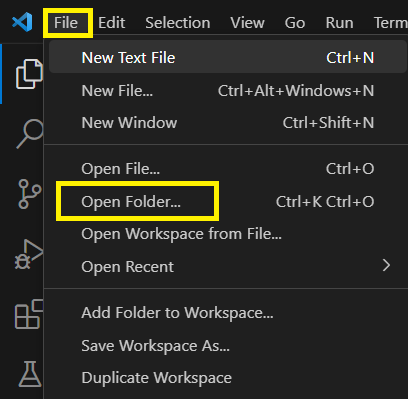 File Edit Selection View Go Run Term
New Text File Ctrl+N
New File... Ctrl+Alt+Windows+N
New Window Ctrl+Shift+N
Open File... Ctrl+O
Open Folder... Ctrl+K Ctrl+O
Open Workspace from File...
Open Recent
Add Folder to Workspace...
Save Workspace As...
Duplicate Workspace